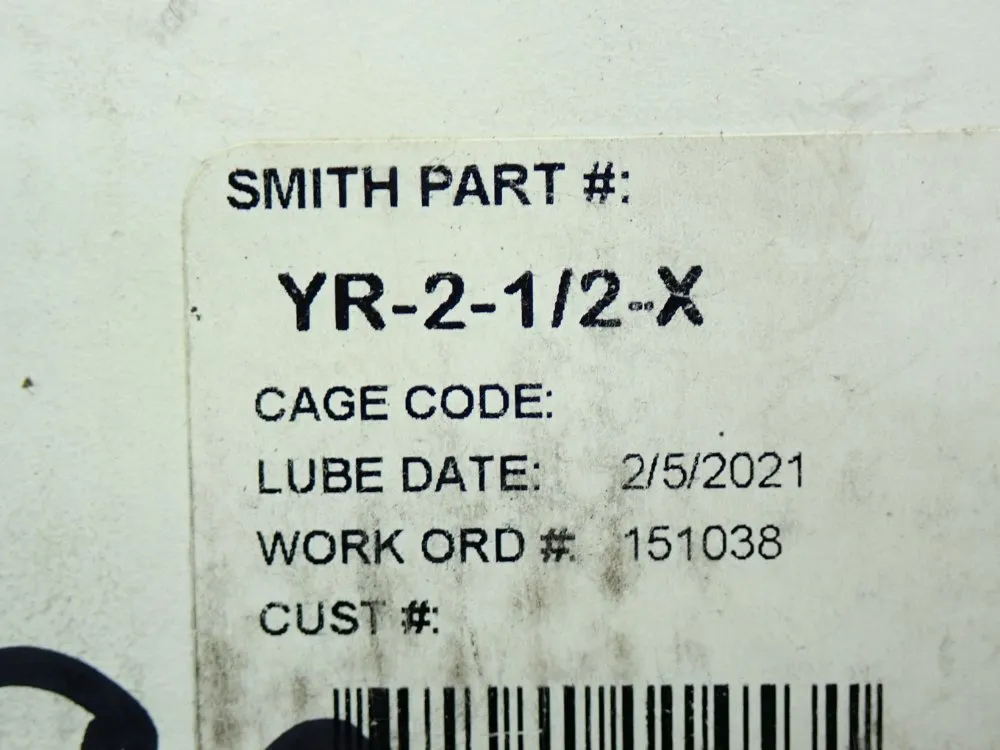 SMITH PART #:
YR-2-1/2-X
CAGE CODE:
LUBE DATE: 2/5/2021
WORK ORD #: 151038
CUST #: